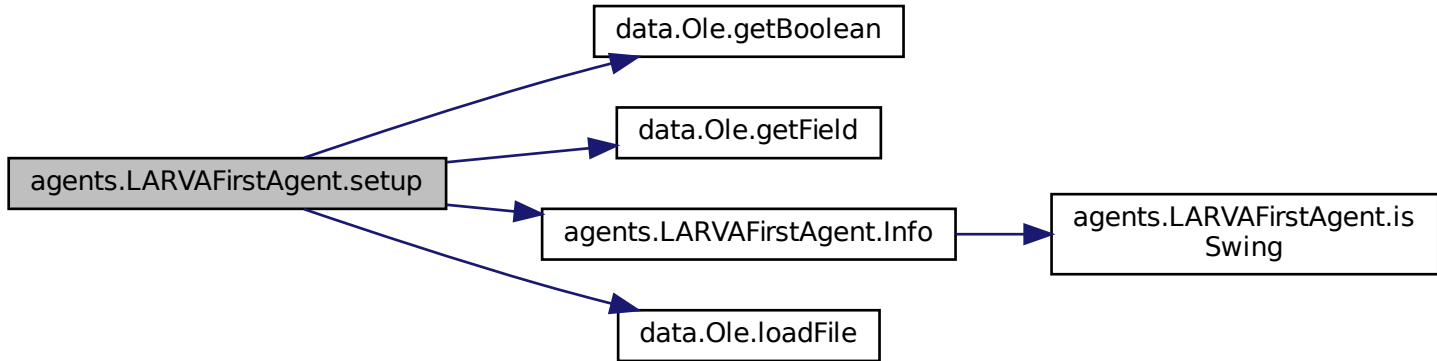 data.Ole.getBoolean
data.Ole.getField
agents.LARVAFirstAgent.setup
agents.LARVAFirstAgent.Info
agents.LARVAFirstAgent.is
Swing
data.Ole.loadFile